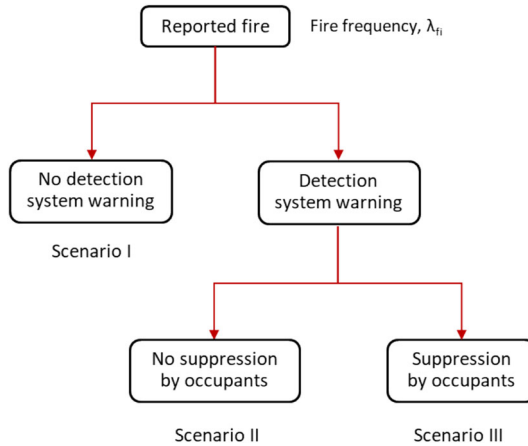 Reported fire
Fire frequency, λfi
No detection
system warning
Detection
system warning
Scenario I
No suppression
by occupants
Suppression
by occupants
Scenario II
Scenario III